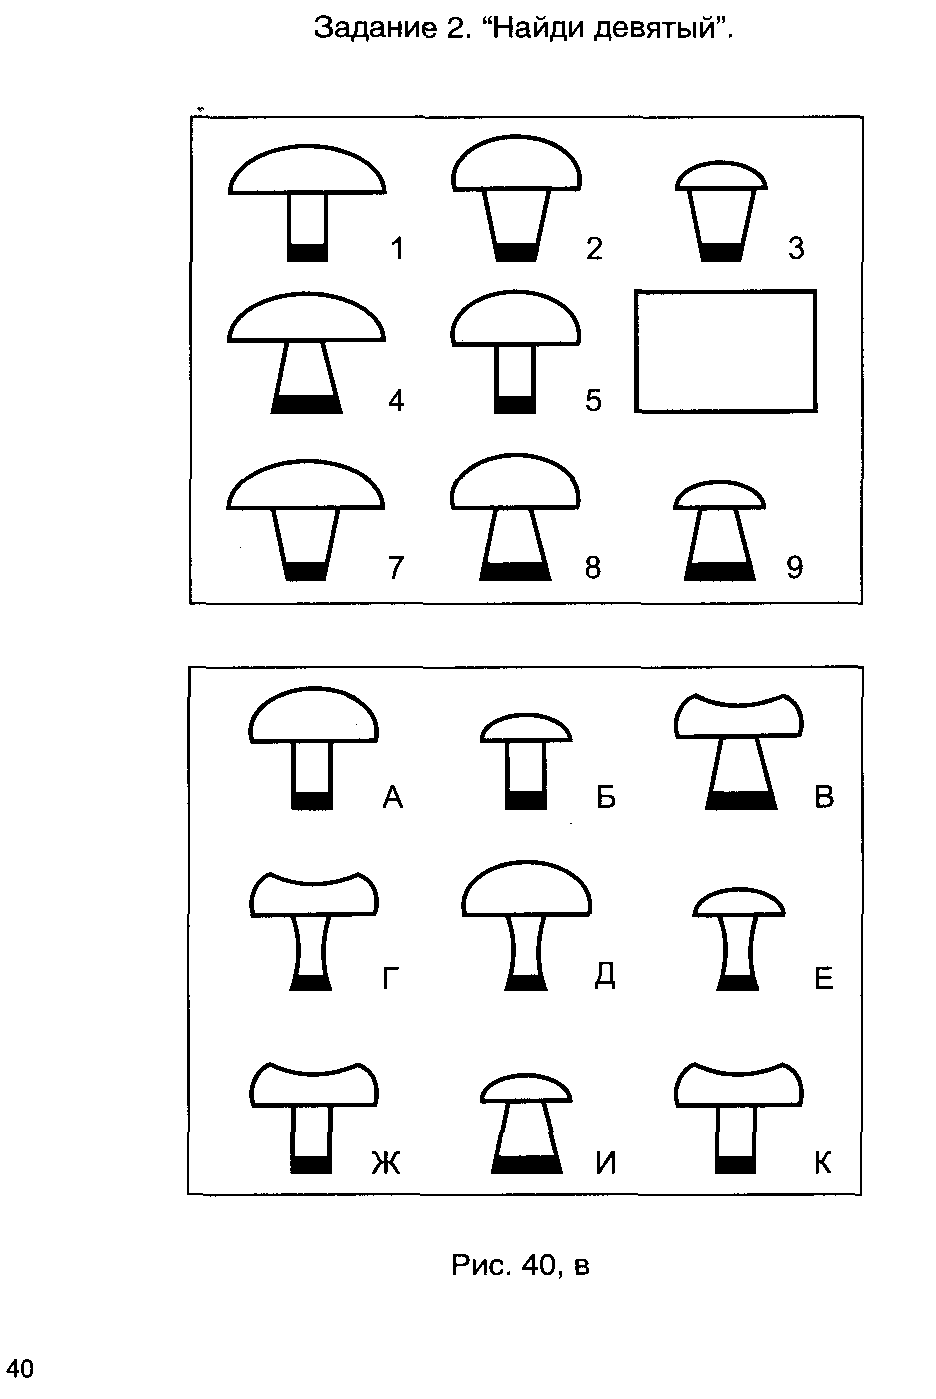 Задание 2. “Найди девятый”.
1 2 3
4 5
7 8 9
А Б В
Г Д Е
Ж И К
Рис. 40, в
40